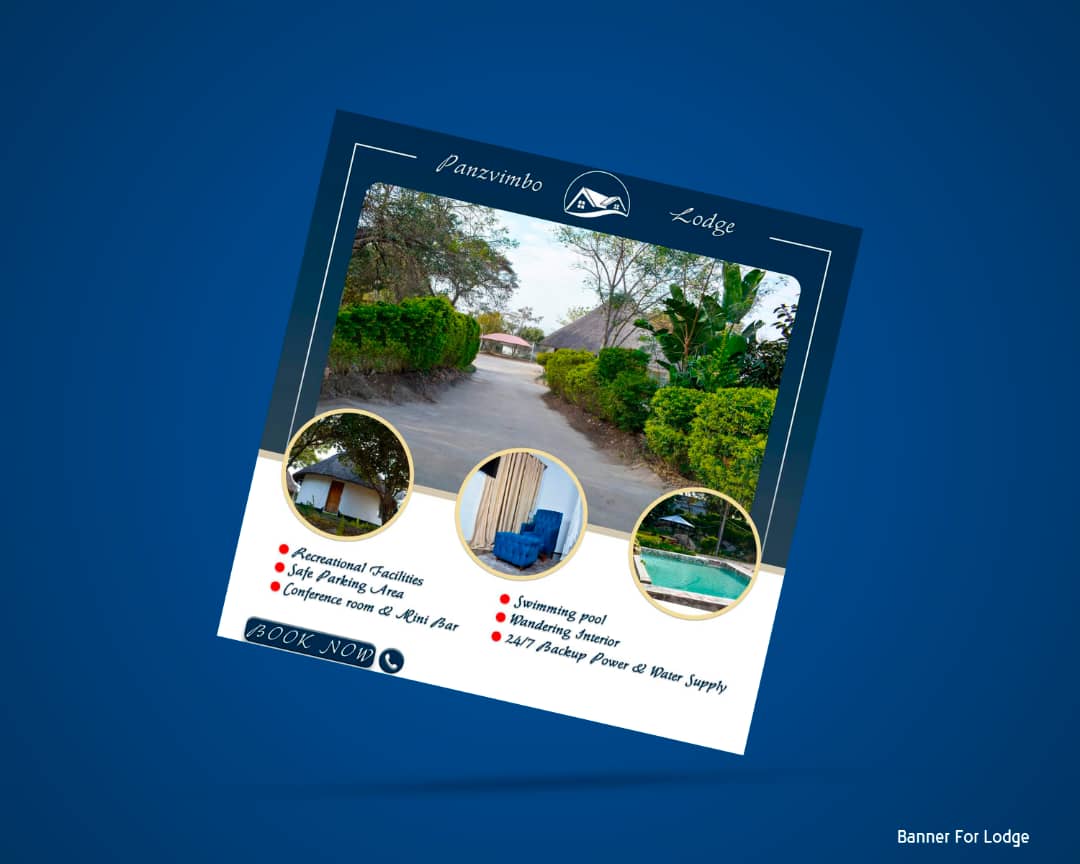 Panzvimbo Lodge
Recreational Facilities
Safe Parking Area
Conference room & Mini Bar
Swimming pool
Wandering Interior
24/7 Backup Power & Water Supply
BOOK NOW
Banner For Lodge